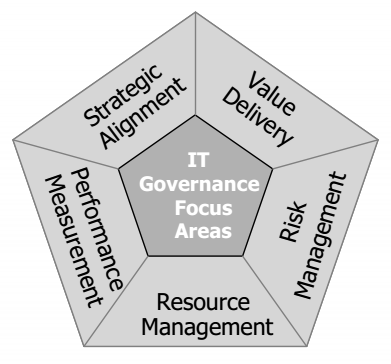 Strategic
Alignment
Value
Delivery
IT
Governance
Focus
Areas
Performance
Measurement
Risk
Management
Resource
Management